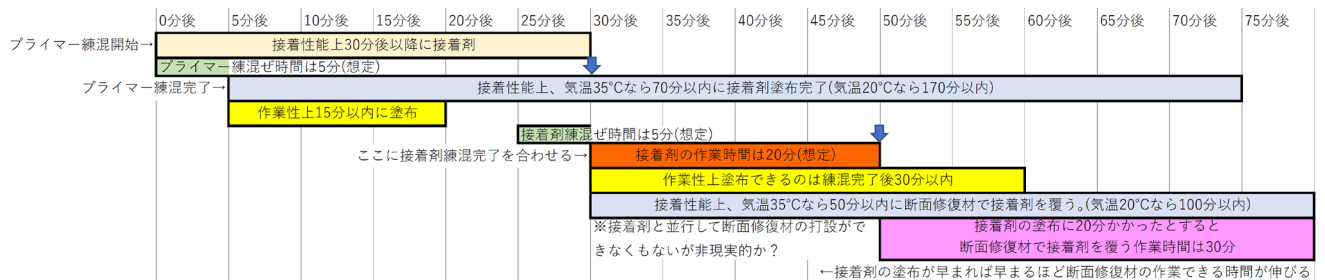 0分後 5分後 10分後 15分後 20分後 25分後 30分後 35分後 40分後 45分後 50分後 55分後 60分後 65分後 70分後 75分後
プライマー練混開始→ 接着性能上30分後以降に接着剤
プライマー練混ぜ時間は5分(想定)
プライマー練混完了→ 接着性能上、気温35℃なら70分以内に接着剤塗布完了(気温20℃なら170分以内)
作業性上15分以内に塗布
接着剤練混ぜ時間は5分(想定)
ここに接着剤練混完了を合わせる→ 接着剤の作業時間は20分(想定)
作業性上塗布できるのは練混完了後30分以内
接着性能上、気温35℃なら50分以内に断面修復材で接着剤を覆う。(気温20℃なら100分以内)
※接着剤と並行して断面修復材の打設ができなくもないが非現実的か？
接着剤の塗布に20分かかったとすると
断面修復材で接着剤を覆う作業時間は30分
←接着剤の塗布が早まれば早まるほど断面修復材の作業できる時間が伸びる